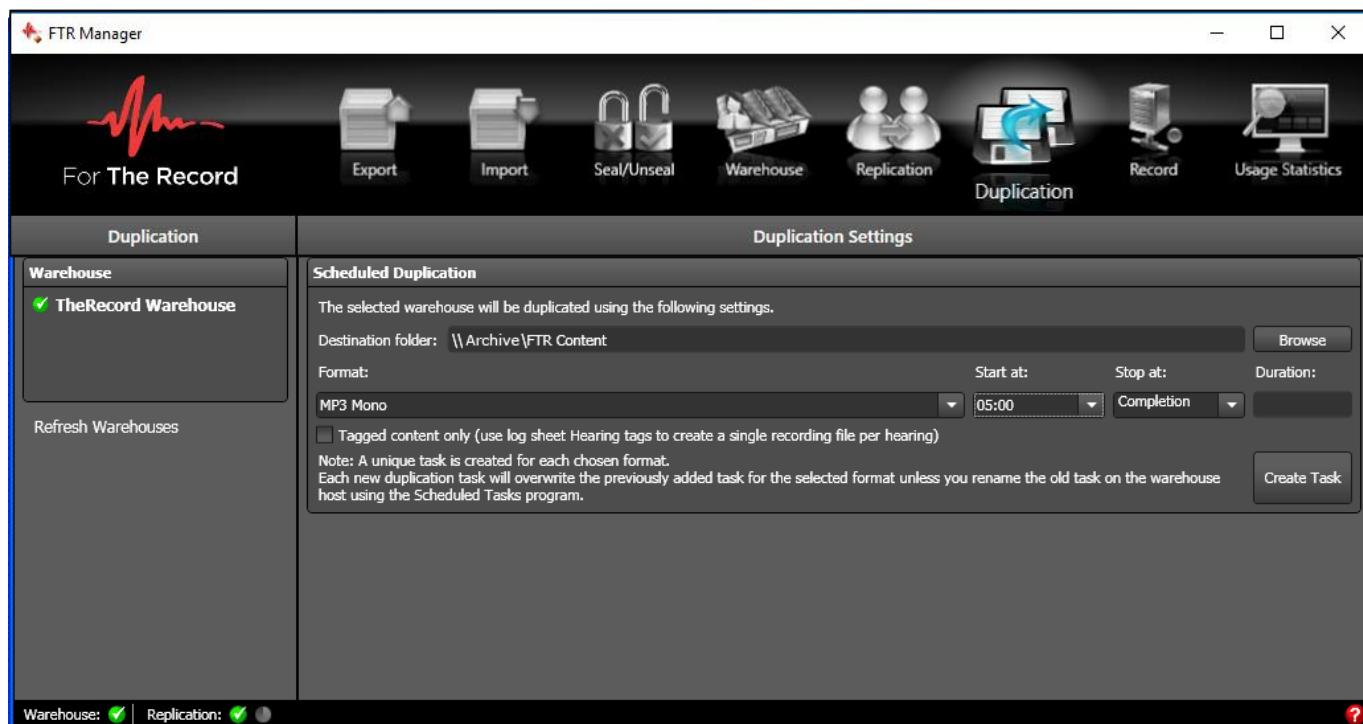 FTR Manager
For The Record
Export
Import
Seal/Unseal
Warehouse
Replication
Duplication
Record
Usage Statistics
Duplication
Duplication Settings
Warehouse
TheRecord Warehouse
Refresh Warehouses
Scheduled Duplication
The selected warehouse will be duplicated using the following settings.
Destination folder: \\Archive\FTR Content
Browse
Format: Start at: Stop at: Duration:
MP3 Mono 05:00 Completion
Tagged content only (use log sheet Hearing tags to create a single recording file per hearing)
Note: A unique task is created for each chosen format.
Each new duplication task will overwrite the previously added task for the selected format unless you rename the old task on the warehouse
host using the Scheduled Tasks program.
Create Task
Warehouse: Replication: ?